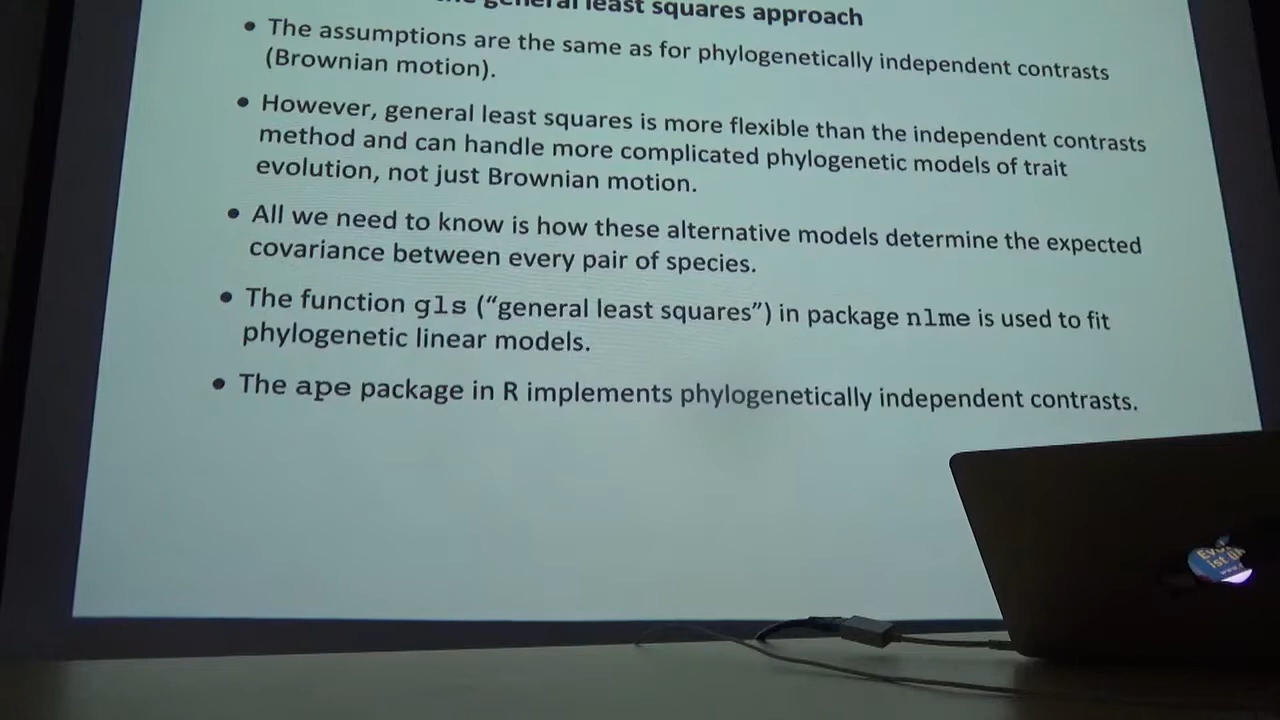 general least squares approach
• The assumptions are the same as for phylogenetically independent contrasts
(Brownian motion).
• However, general least squares is more flexible than the independent contrasts
method and can handle more complicated phylogenetic models of trait
evolution, not just Brownian motion.
• All we need to know is how these alternative models determine the expected
covariance between every pair of species.
• The function gls (“general least squares”) in package nlme is used to fit
phylogenetic linear models.
• The ape package in R implements phylogenetically independent contrasts.